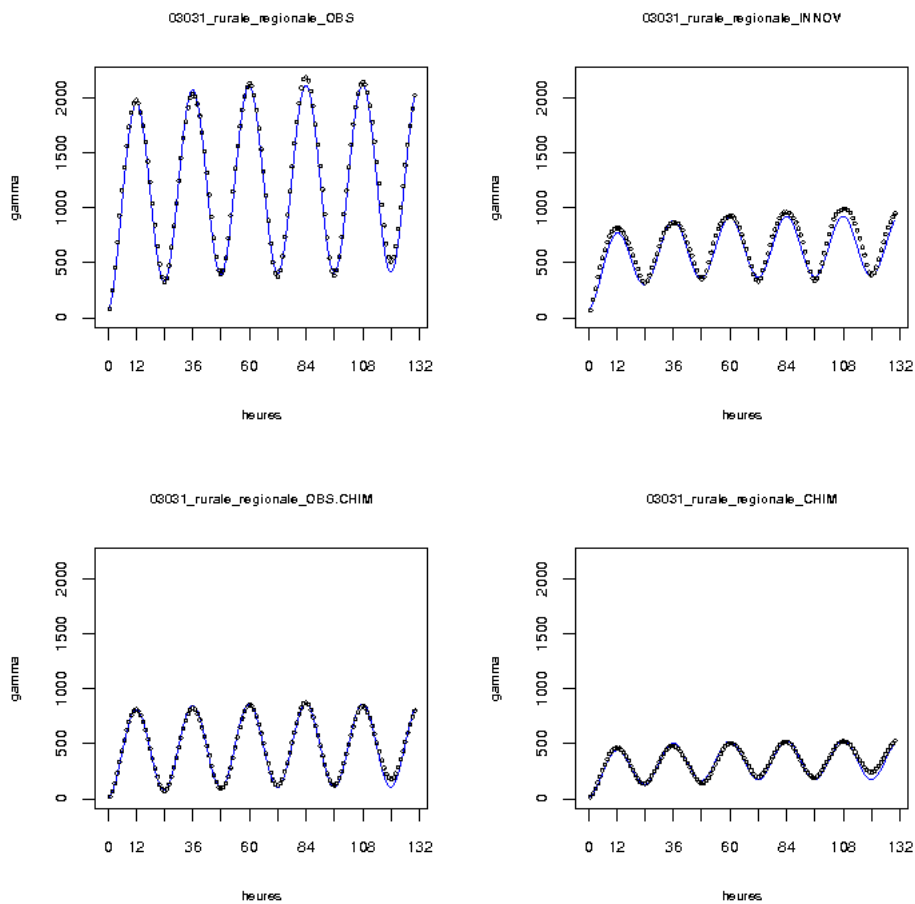 03031_rurale_regionale_OBS
gamma
2000
1500
1000
500
0
0 12 36 60 84 108 132
heures
03031_rurale_regionale_INNOV
gamma
2000
1500
1000
500
0
0 12 36 60 84 108 132
heures
03031_rurale_regionale_OBS.CHIM
gamma
2000
1500
1000
500
0
0 12 36 60 84 108 132
heures
03031_rurale_regionale_CHIM
gamma
2000
1500
1000
500
0
0 12 36 60 84 108 132
heures